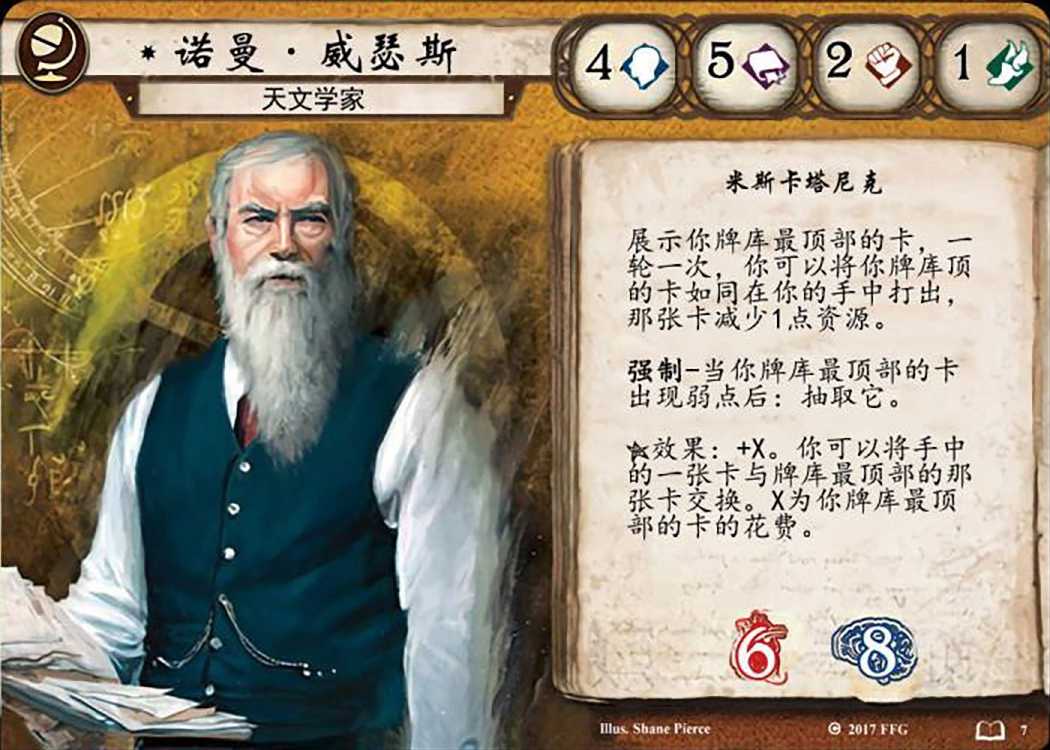 诺曼·威瑟斯
4 5 2 1
天文学家
米斯卡塔尼克
展示你牌库最顶部的卡，一
轮一次，你可以将你牌库顶
的卡如同在你的手中打出，
那张卡减少1点资源。
强制-当你牌库最顶部的卡
出现弱点后：抽取它。
效果：+X。你可以将手中
的一张卡与牌库最顶部的那
张卡交换。X为你牌库最顶
部的卡的花费。
6 8
Illus. Shane Pierce © 2017 FFG 7